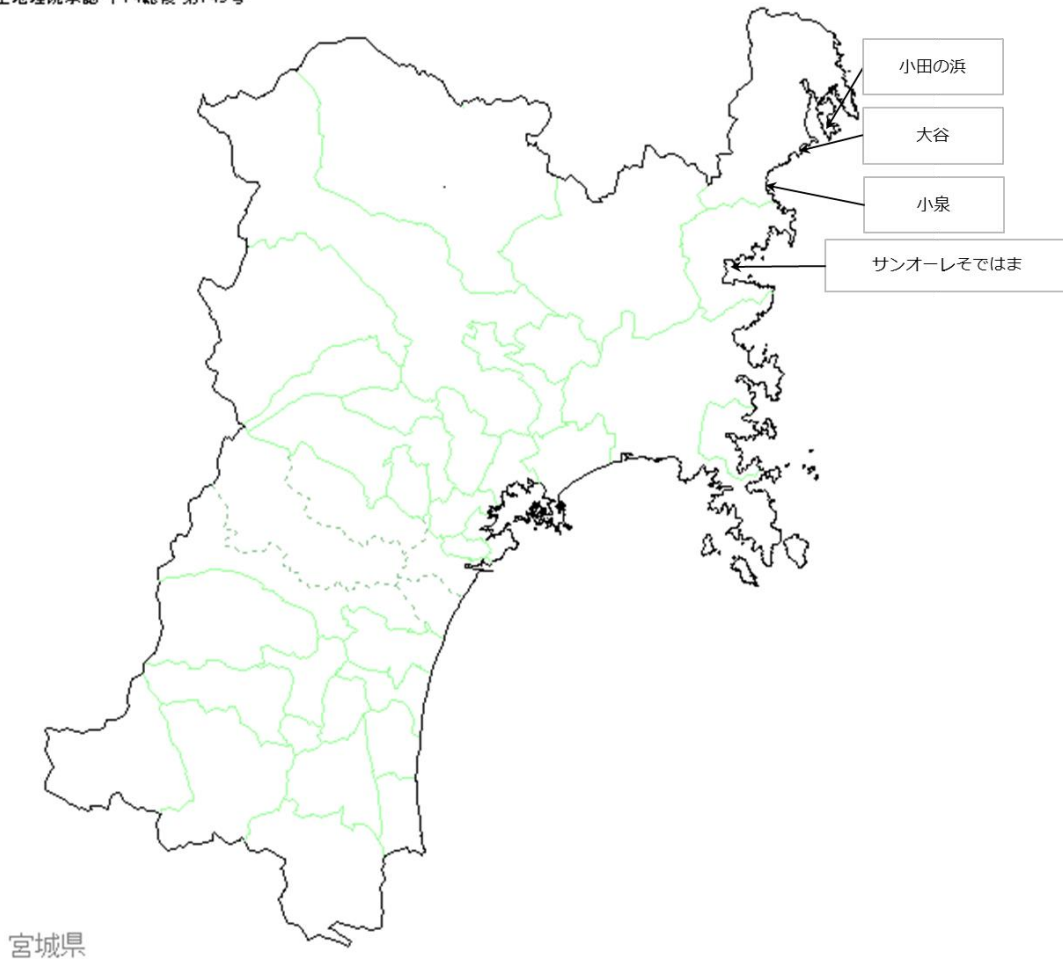 小田の浜
大谷
小泉
サンオーレそではま
宮城県